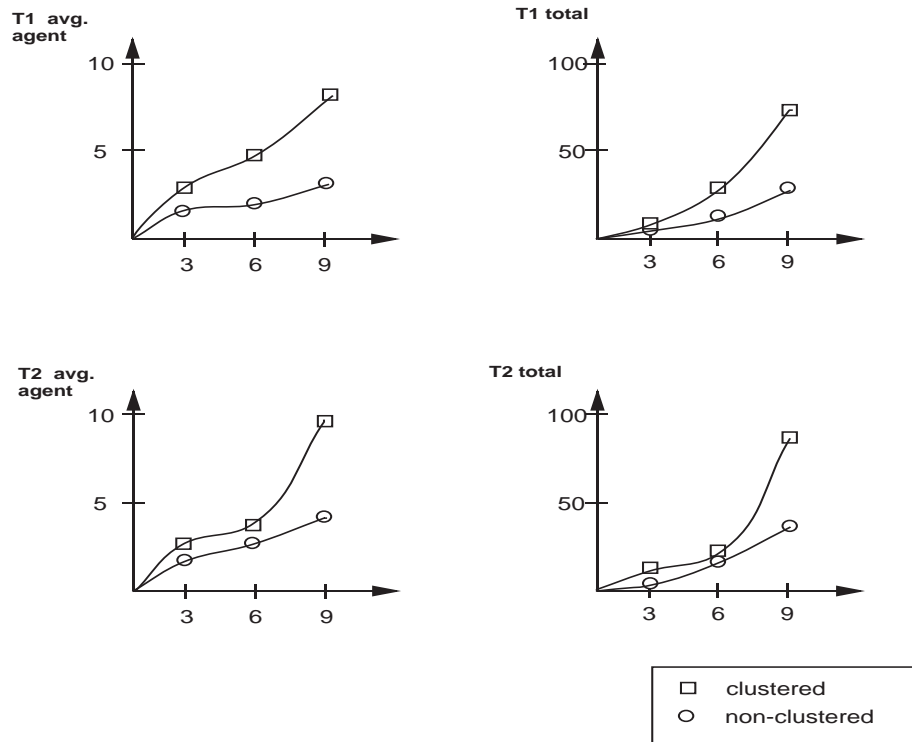 T1 avg.
agent
10
5
3 6 9
T1 total
100
50
3 6 9
T2 avg.
agent
10
5
3 6 9
T2 total
100
50
3 6 9
clustered
non-clustered